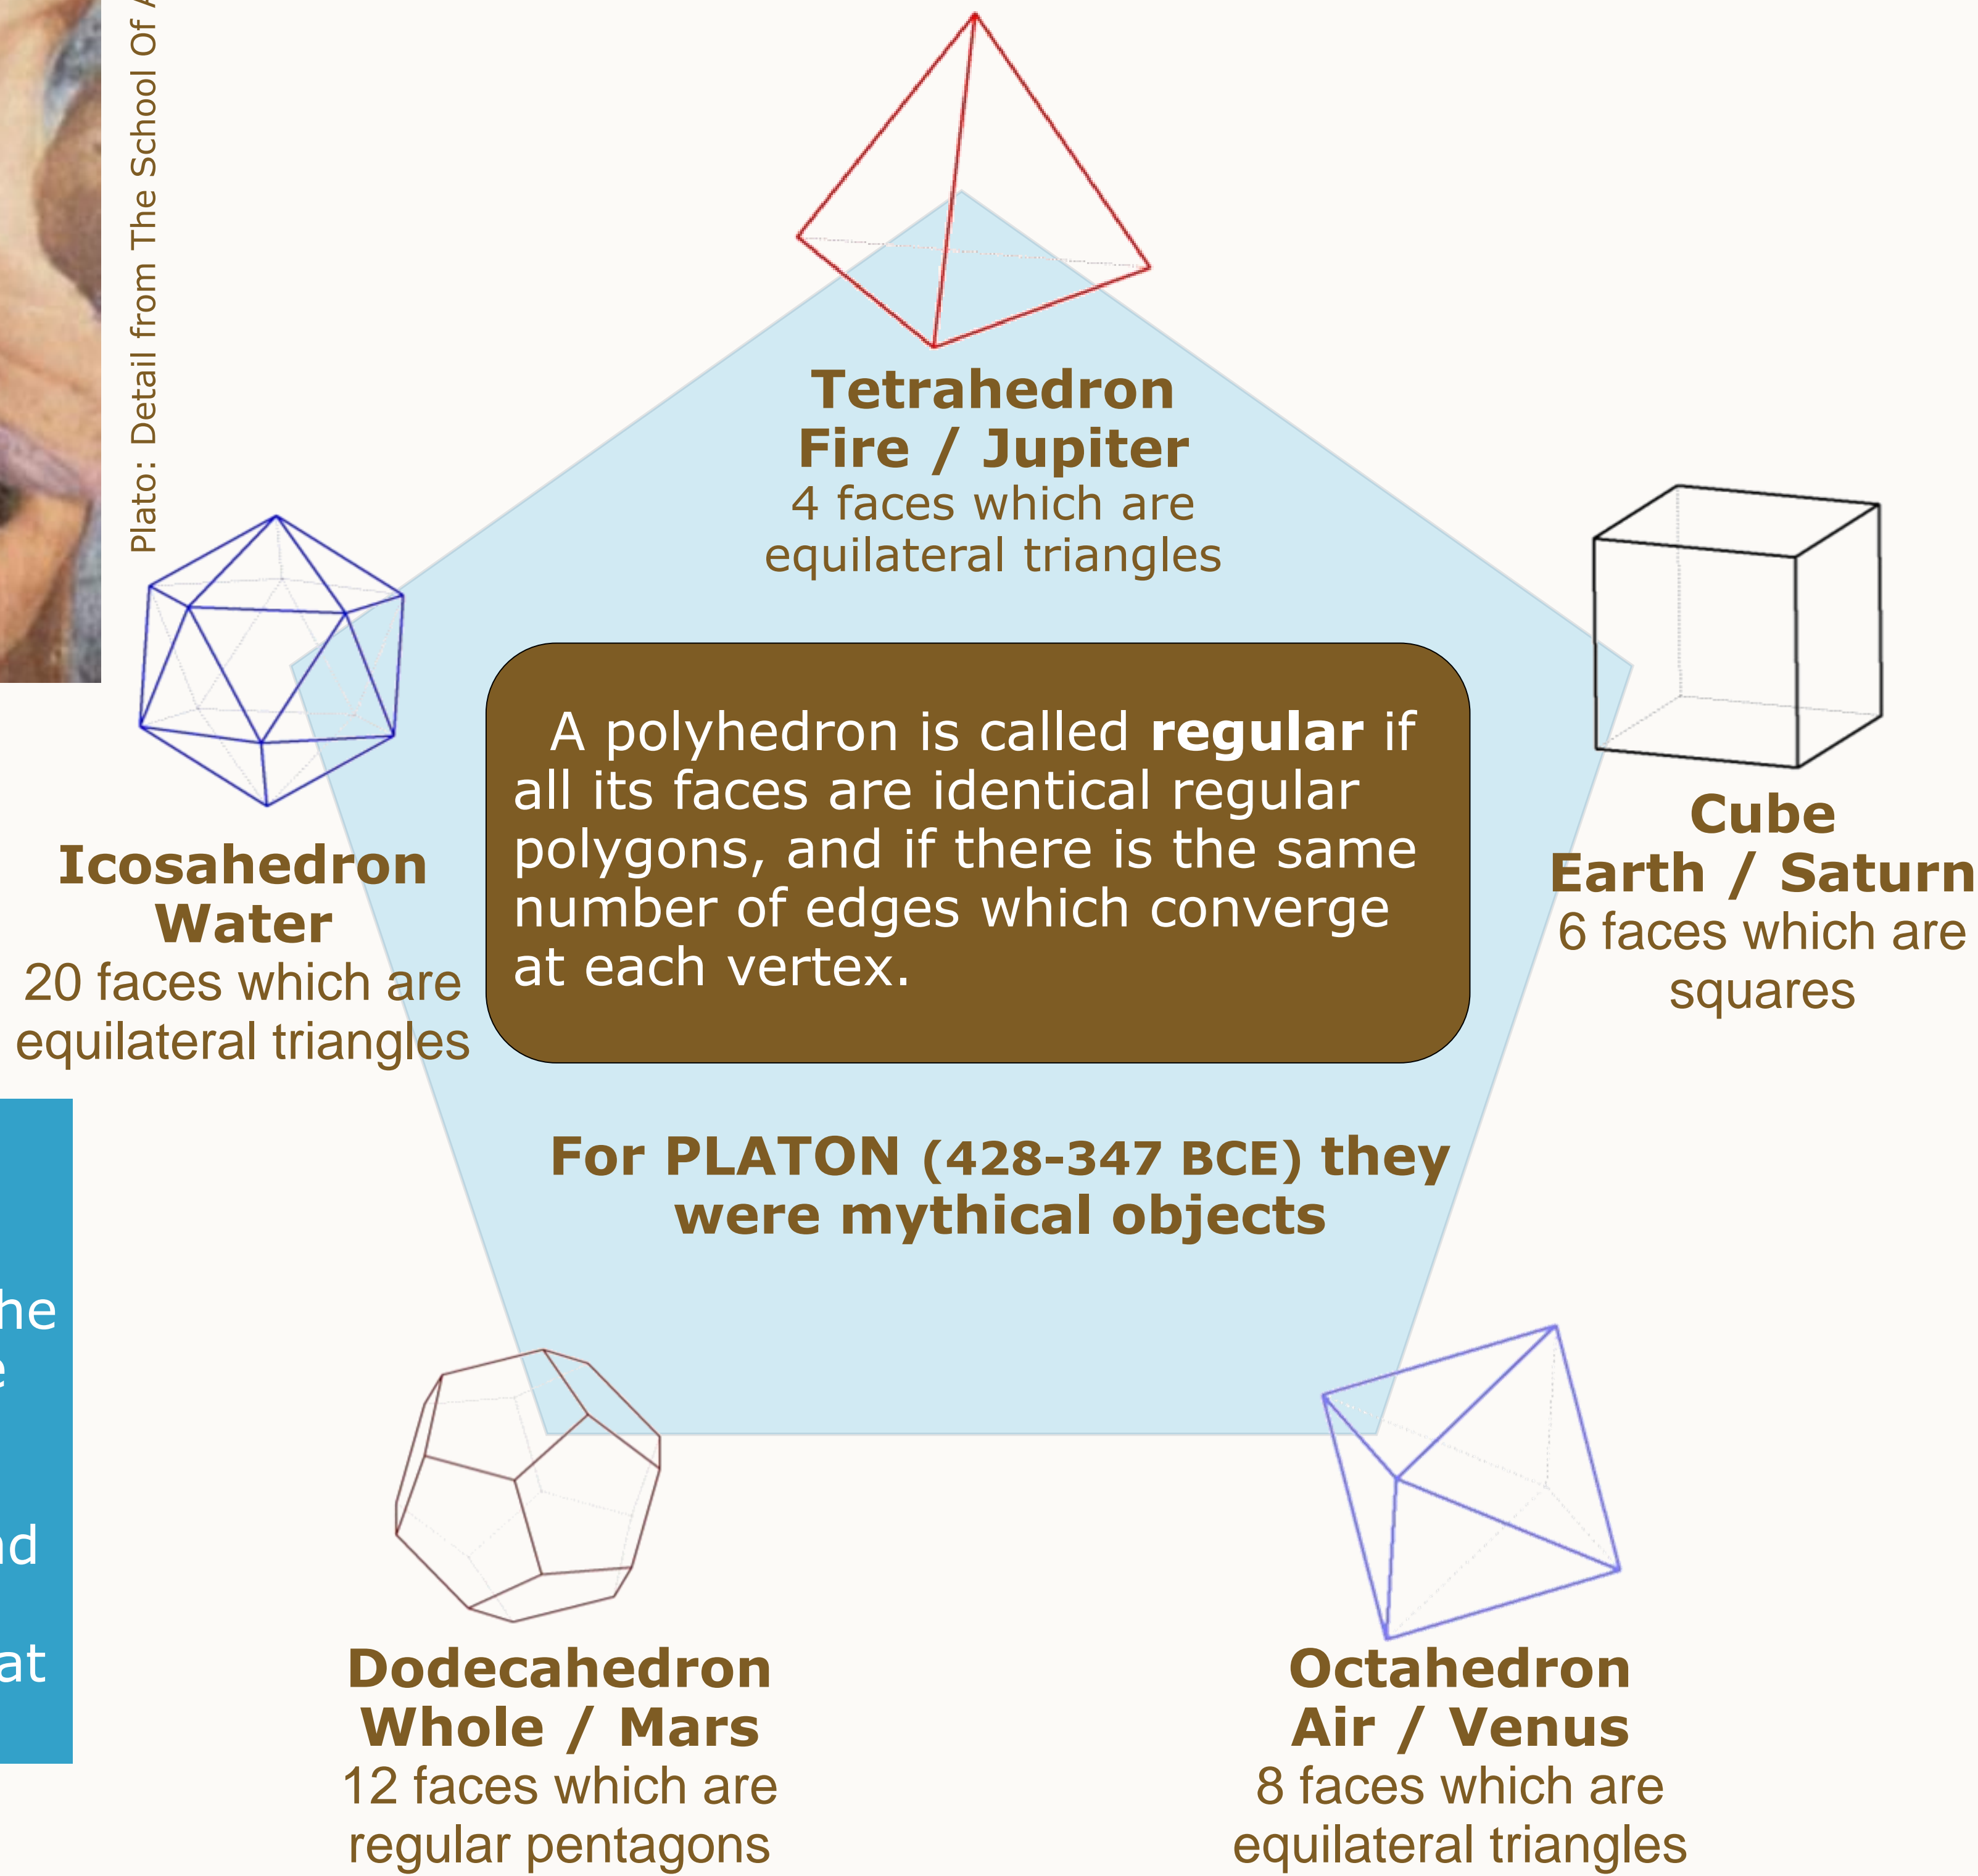 Plato: Detail from The School Of
Tetrahedron
Fire / Jupiter
4 faces which are
equilateral triangles
Icosahedron
Water
20 faces which are
equilateral triangles
A polyhedron is called regular if
all its faces are identical regular
polygons, and if there is the same
number of edges which converge
at each vertex.
Cube
Earth / Saturn
6 faces which are
squares
For PLATON (428-347 BCE) they
were mythical objects
Dodecahedron
Whole / Mars
12 faces which are
regular pentagons
Octahedron
Air / Venus
8 faces which are
equilateral triangles